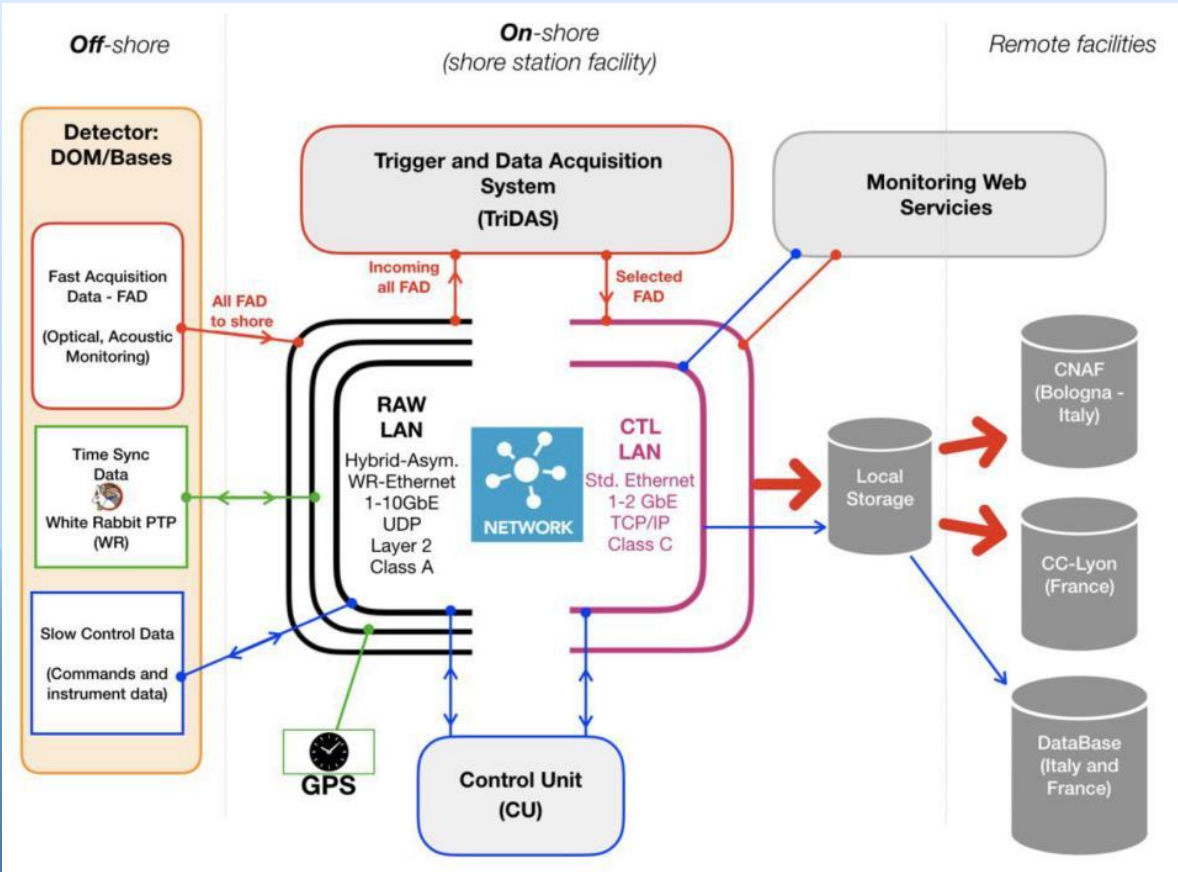 Off-shore
On-shore
(shore station facility)
Remote facilities
Detector:
DOM/Bases
Fast Acquisition
Data - FAD
(Optical, Acoustic
Monitoring)
All FAD
to shore
Time Sync
Data
White Rabbit PTP
(WR)
Slow Control Data
(Commands and
instrument data)
Trigger and Data Acquisition
System
(TriDAS)
Incoming
all FAD
Selected
FAD
Monitoring Web
Servicies
RAW
LAN
Hybrid-Asym.
WR-Ethernet
1-10GbE
UDP
Layer 2
Class A
NETWORK
CTL
LAN
Std. Ethernet
1-2 GbE
TCP/IP
Class C
GPS
Control Unit
(CU)
Local
Storage
CNAF
(Bologna -
Italy)
CC-Lyon
(France)
DataBase
(Italy and
France)